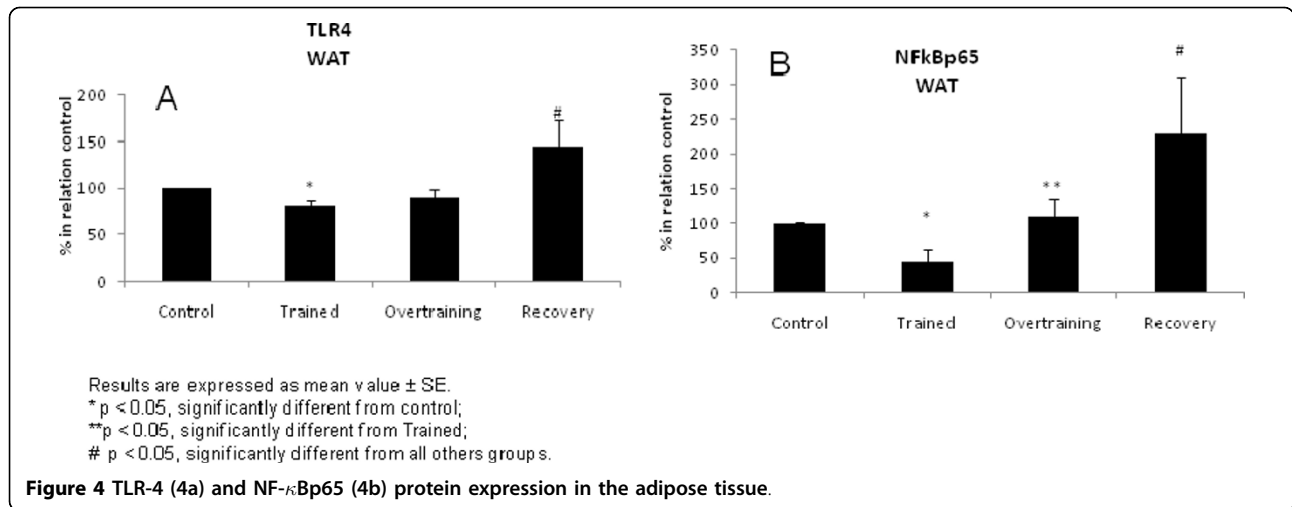 TLR4
WAT
A
% in relation control
200
150
100
50
0
*
#
Control Trained Overtraining Recovery
NFkBp65
WAT
B
% in relation control
350
300
250
200
150
100
50
0
*
**
#
Control Trained Overtraining Recovery
Results are expressed as mean value ± SE.
* p <0.05, significantly different from control;
**p <0.05, significantly different from Trained;
# p <0.05, significantly different from all others groups.
Figure 4 TLR-4 (4a) and NF-κBp65 (4b) protein expression in the adipose tissue.